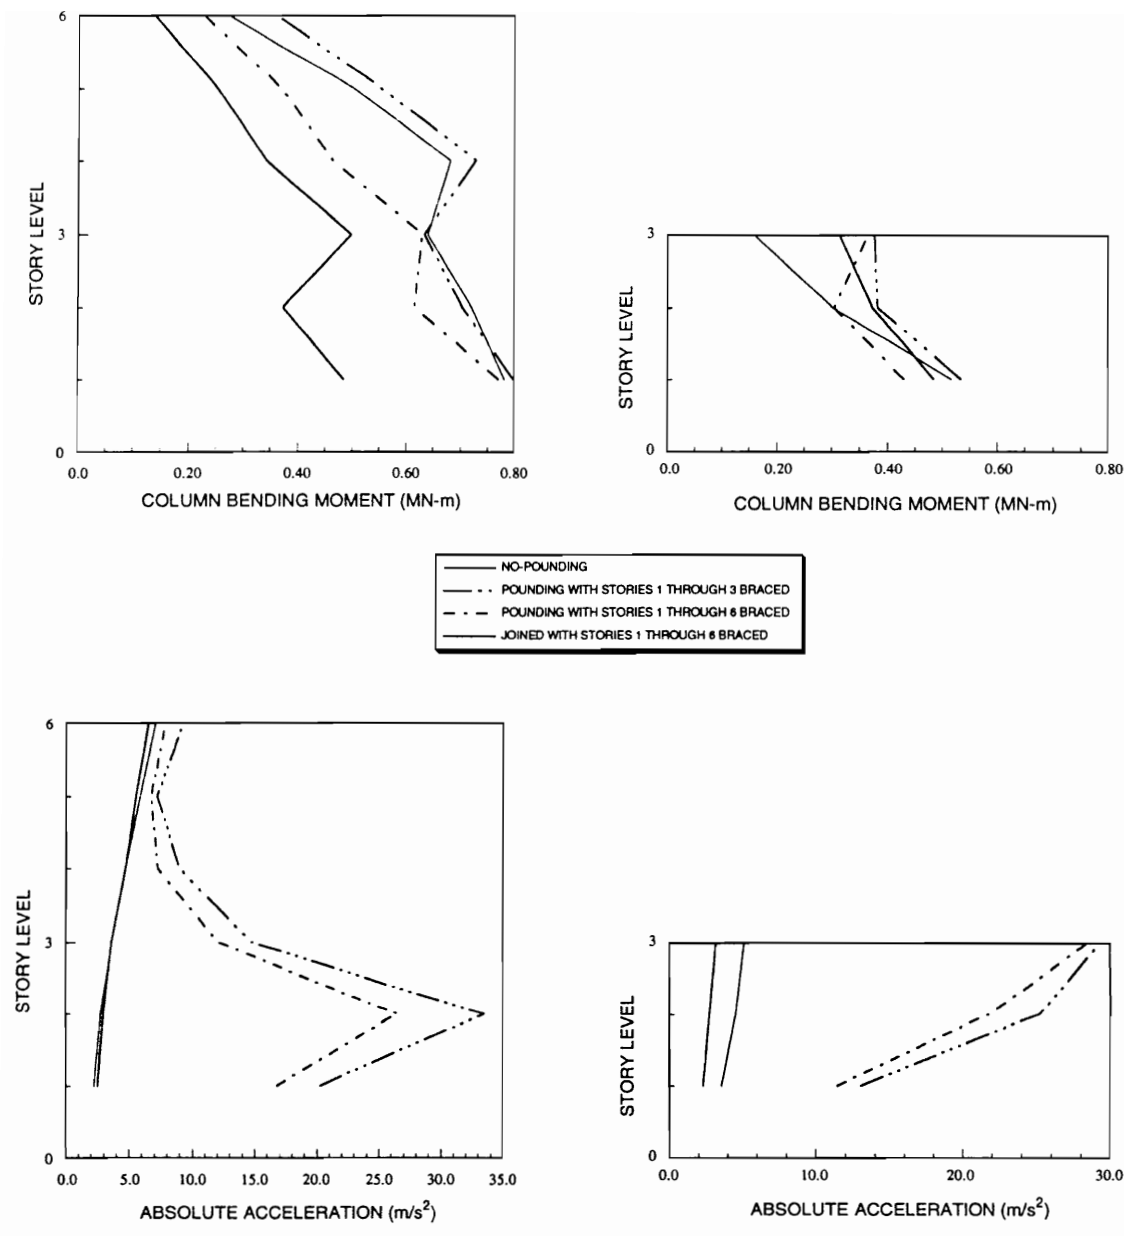 6
3
0
STORY LEVEL
0.0 0.20 0.40 0.60 0.80
COLUMN BENDING MOMENT (MN-m)
3
0
STORY LEVEL
0.0 0.20 0.40 0.60 0.80
COLUMN BENDING MOMENT (MN-m)
NO-POUNDING
POUNDING WITH STORIES 1 THROUGH 3 BRACED
POUNDING WITH STORIES 1 THROUGH 6 BRACED
JOINED WITH STORIES 1 THROUGH 6 BRACED
6
3
0
STORY LEVEL
0.0 5.0 10.0 15.0 20.0 25.0 30.0 35.0
ABSOLUTE ACCELERATION (m/s²)
3
0
STORY LEVEL
0.0 10.0 20.0 30.0
ABSOLUTE ACCELERATION (m/s²)